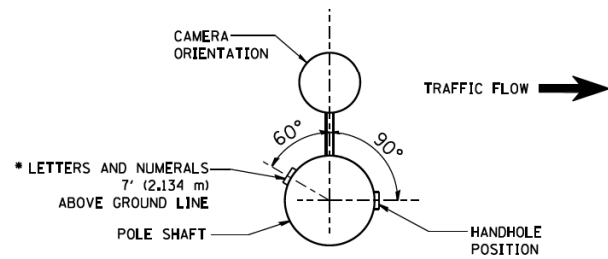 CAMERA
ORIENTATION
TRAFFIC FLOW
60°
90°
* LETTERS AND NUMERALS
7' (2.134 m)
ABOVE GROUND LINE
POLE SHAFT
HANDHOLE
POSITION